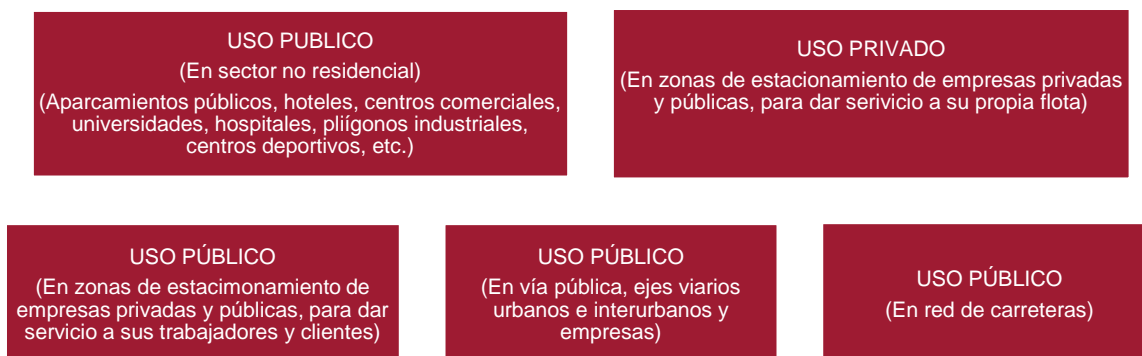 USO PUBLICO
(En sector no residencial)
(Aparcamientos públicos, hoteles, centros comerciales,
universidades, hospitales, pliígonos industriales,
centros deportivos, etc.)
USO PRIVADO
(En zonas de estacionamiento de empresas privadas
y públicas, para dar serivicio a su propia flota)
USO PÚBLICO
(En zonas de estacimonamiento de
empresas privadas y públicas, para dar
servicio a sus trabajadores y clientes)
USO PÚBLICO
(En vía pública, ejes viarios
urbanos e interurbanos y
empresas)
USO PÚBLICO
(En red de carreteras)